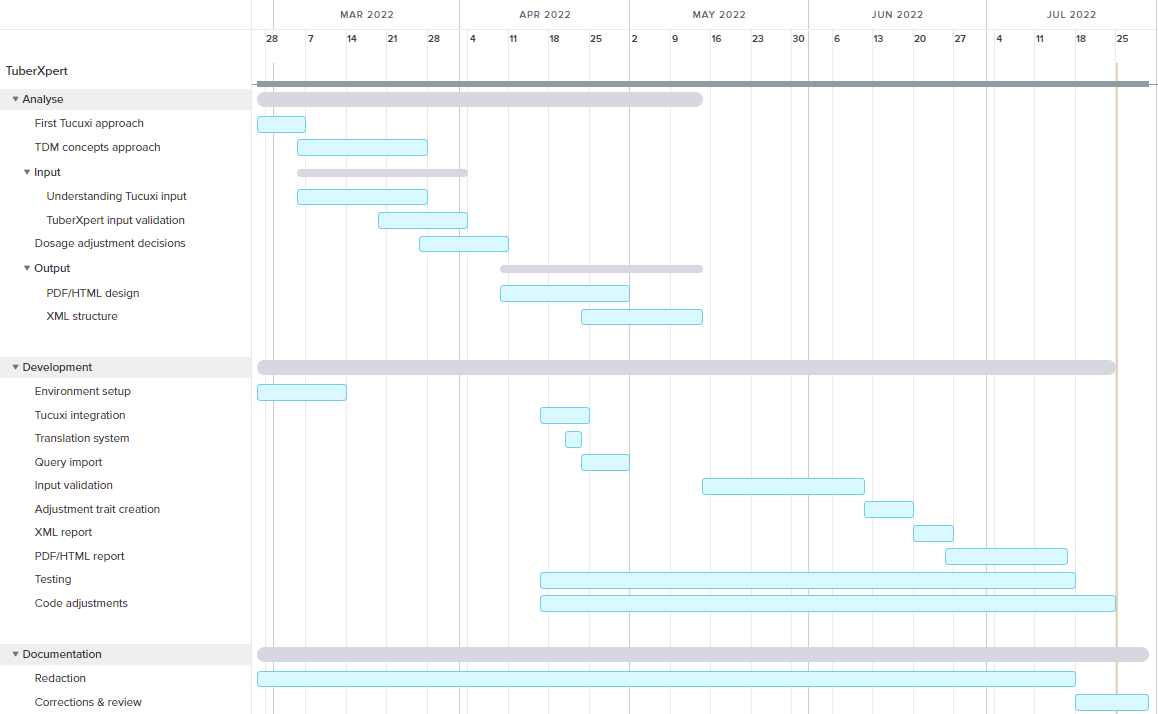 MAR 2022 APR 2022 MAY 2022 JUN 2022 JUL 2022
28 7 14 21 28 4 11 18 25 2 9 16 23 30 6 13 20 27 4 11 18 25
TuberXpert
Analyse
First Tucuxi approach
TDM concepts approach
Input
Understanding Tucuxi input
TuberXpert input validation
Dosage adjustment decisions
Output
PDF/HTML design
XML structure
Development
Environment setup
Tucuxi integration
Translation system
Query import
Input validation
Adjustment trait creation
XML report
PDF/HTML report
Testing
Code adjustments
Documentation
Redaction
Corrections & review